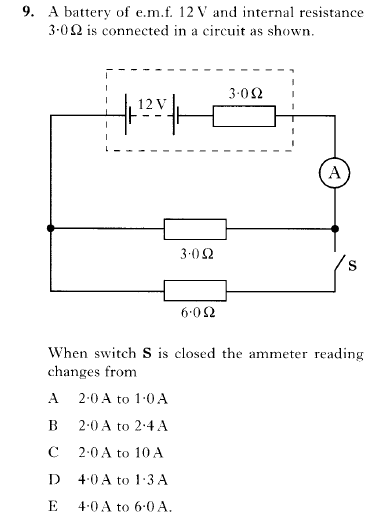 9. A battery of e.m.f. 12 V and internal resistance
3·0 Ω is connected in a circuit as shown.
12 V
3·0 Ω
A
3·0 Ω
S
6·0 Ω
When switch S is closed the ammeter reading
changes from
A 2·0 A to 1·0 A
B 2·0 A to 2·4 A
C 2·0 A to 10 A
D 4·0 A to 1·3 A
E 4·0 A to 6·0 A.